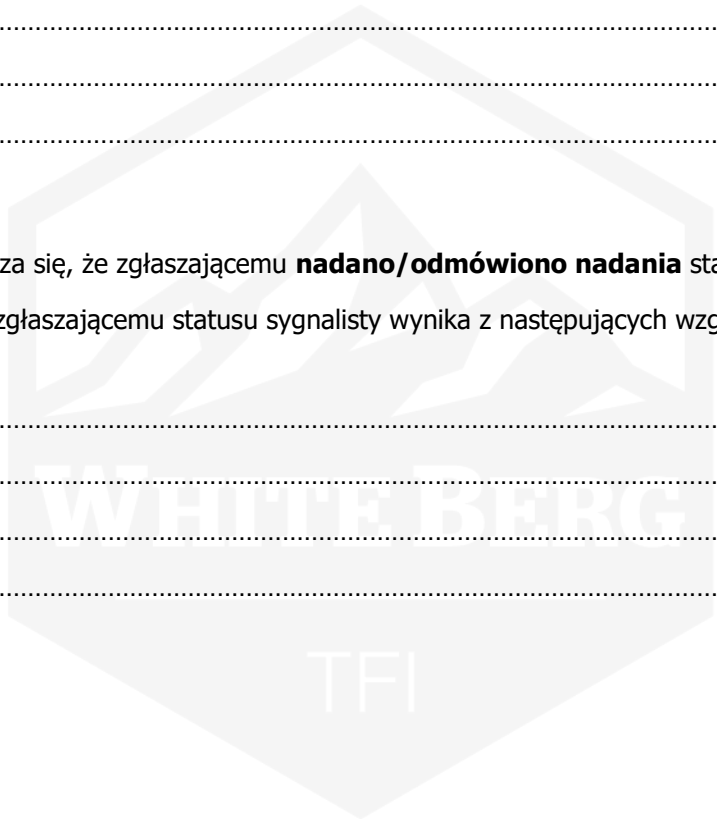 ........................................................................................................
........................................................................................................
........................................................................................................
za się, że zgłaszającemu nadano/odmówiono nadania sta
zgłaszającemu statusu sygnalisty wynika z następujących wzg
........................................................................................................
........................................................................................................
WHITE BERG
........................................................................................................
........................................................................................................
TFI